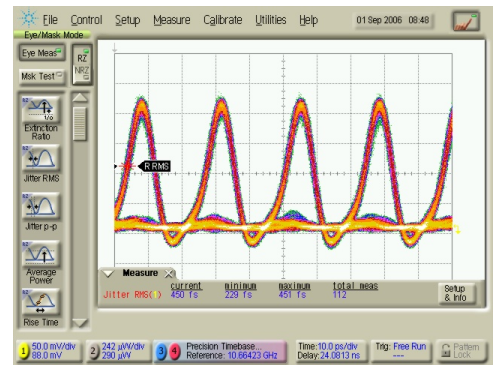 File Control Setup Measure Calibrate Utilities Help 01 Sep 2006 08:48
Eye/Mask Mode
Eye Meas
RZ
NRZ
Msk Test
Extinction
Ratio
Jitter RMS
R RMS
Jitter p-p
Average
Power
Rise Time
Measure
current minimum maximum total meas
Jitter RMS( ) 450 fs 229 fs 451 fs 112
Setup
& Info
1 50.0 mV/div
88.0 mV
2 242 µW/div
290 µW
3 4 Precision Timebase...
Reference: 10.66423 GHz
Time:10.0 ps/div
Delay:24.0813 ns
Trig: Free Run
---
Pattern
Lock